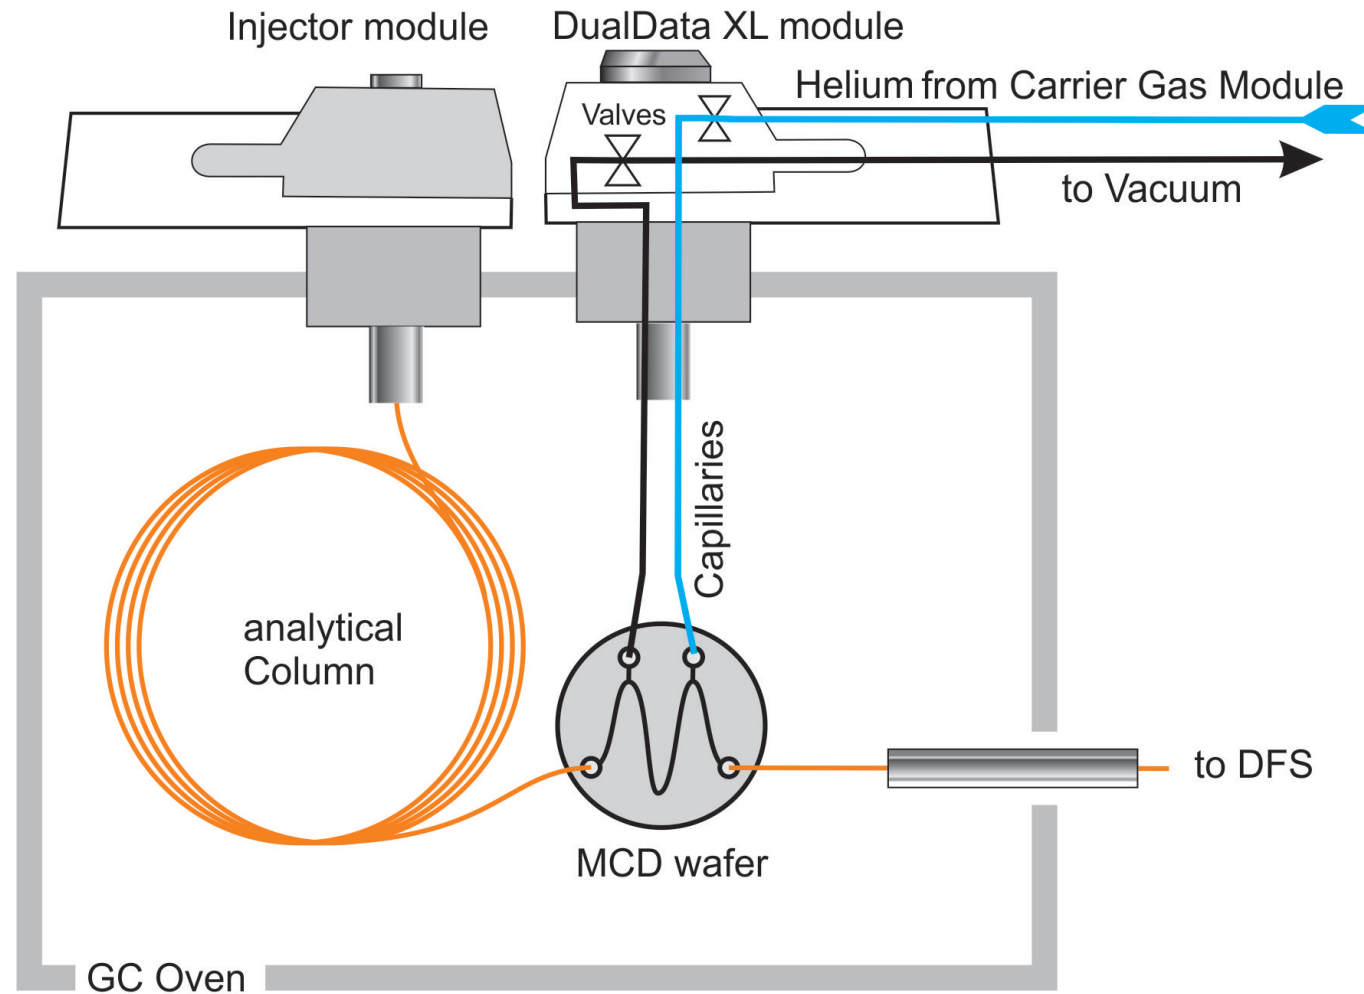 Injector module
DualData XL module
Helium from Carrier Gas Module
Valves
to Vacuum
Capillaries
analytical
Column
to DFS
MCD wafer
GC Oven